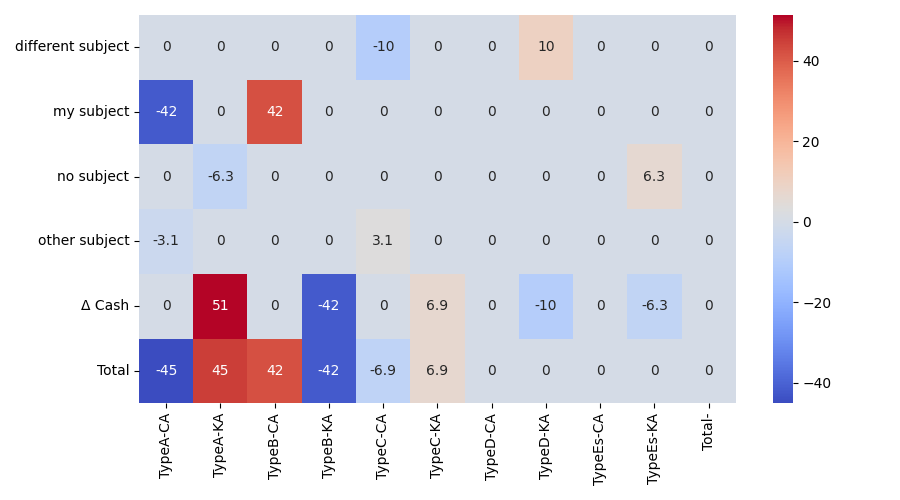 different subject 0 0 0 0 -10 0 0 10 0 0 0
my subject -42 0 42 0 0 0 0 0 0 0 0
no subject 0 -6.3 0 0 0 0 0 0 0 6.3 0
other subject -3.1 0 0 0 3.1 0 0 0 0 0 0
Δ Cash 0 51 0 -42 0 6.9 0 -10 0 -6.3 0
Total -45 45 42 -42 -6.9 6.9 0 0 0 0 0
TypeA-CA
TypeA-KA
TypeB-CA
TypeB-KA
TypeC-CA
TypeC-KA
TypeD-CA
TypeD-KA
TypeEs-CA
TypeEs-KA
Total-
40
20
0
−20
−40